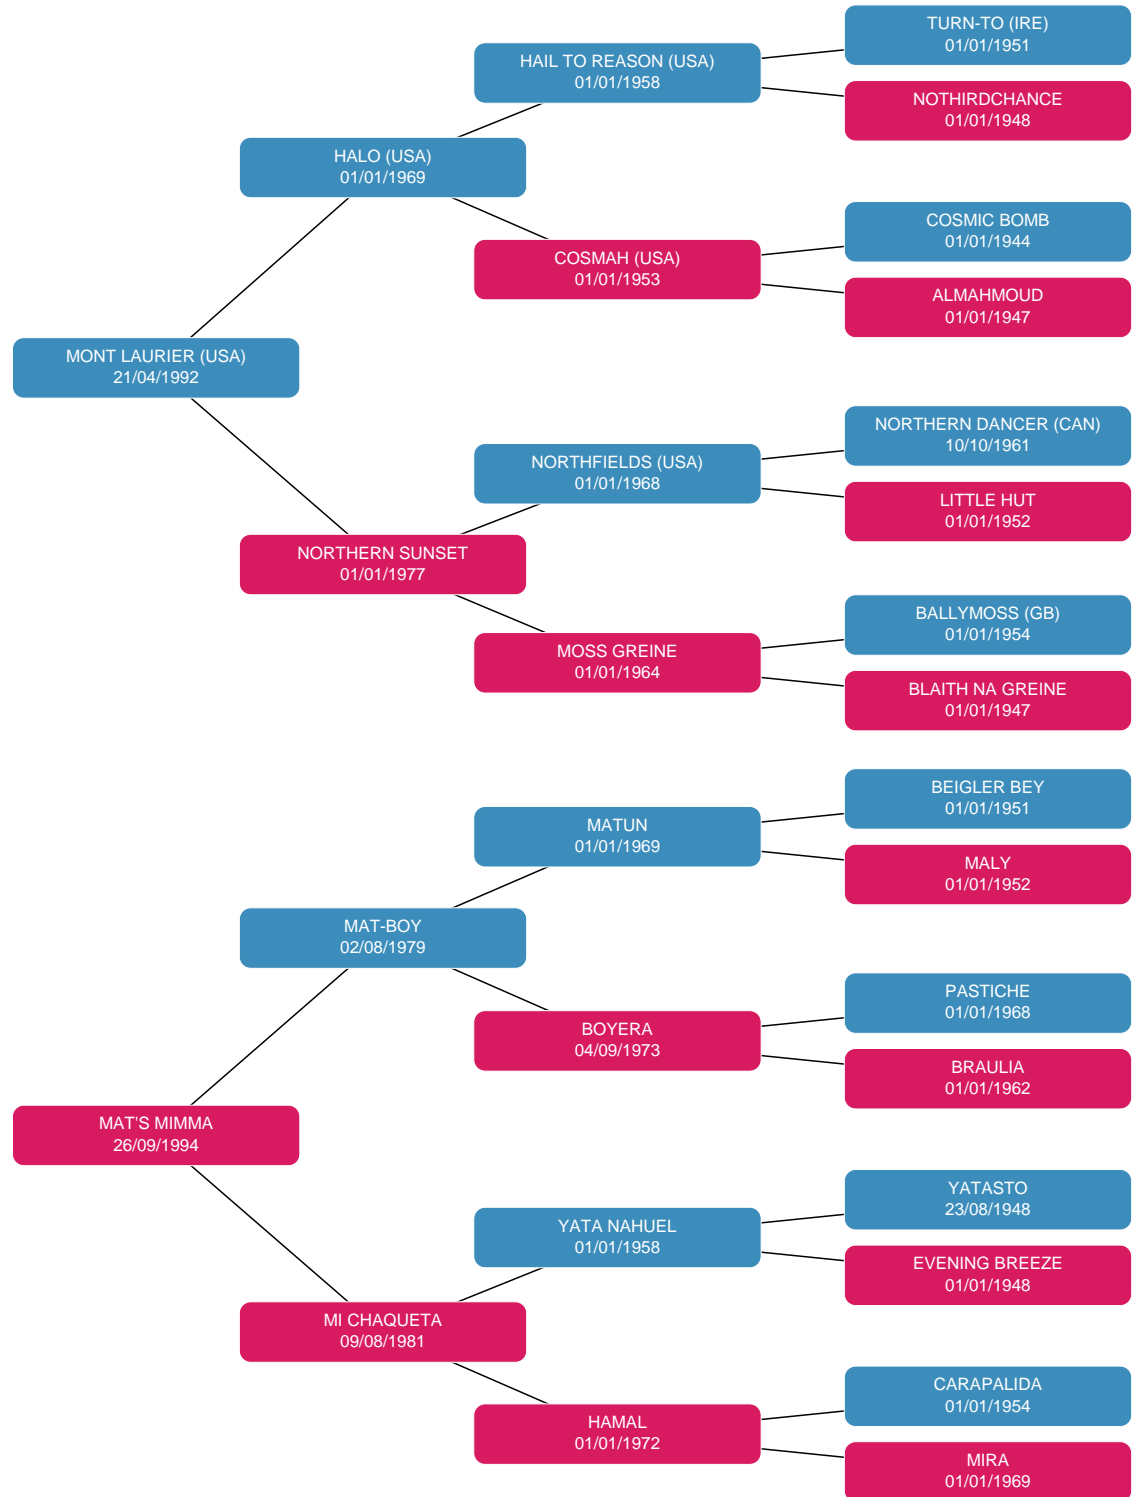 TURN-TO (IRE)
01/01/1951
HAIL TO REASON (USA)
01/01/1958
NOTHIRDCHANCE
01/01/1948
HALO (USA)
01/01/1969
COSMIC BOMB
01/01/1944
COSMAH (USA)
01/01/1953
ALMAHMOUD
01/01/1947
MONT LAURIER (USA)
21/04/1992
NORTHERN DANCER (CAN)
10/10/1961
NORTHFIELDS (USA)
01/01/1968
LITTLE HUT
01/01/1952
NORTHERN SUNSET
01/01/1977
BALLYMOSS (GB)
01/01/1954
MOSS GREINE
01/01/1964
BLAITH NA GREINE
01/01/1947
BEIGLER BEY
01/01/1951
MATUN
01/01/1969
MALY
01/01/1952
MAT-BOY
02/08/1979
PASTICHE
01/01/1968
BOYERA
04/09/1973
BRAULIA
01/01/1962
MAT'S MIMMA
26/09/1994
YATASTO
23/08/1948
YATA NAHUEL
01/01/1958
EVENING BREEZE
01/01/1948
MI CHAQUETA
09/08/1981
CARAPALIDA
01/01/1954
HAMAL
01/01/1972
MIRA
01/01/1969